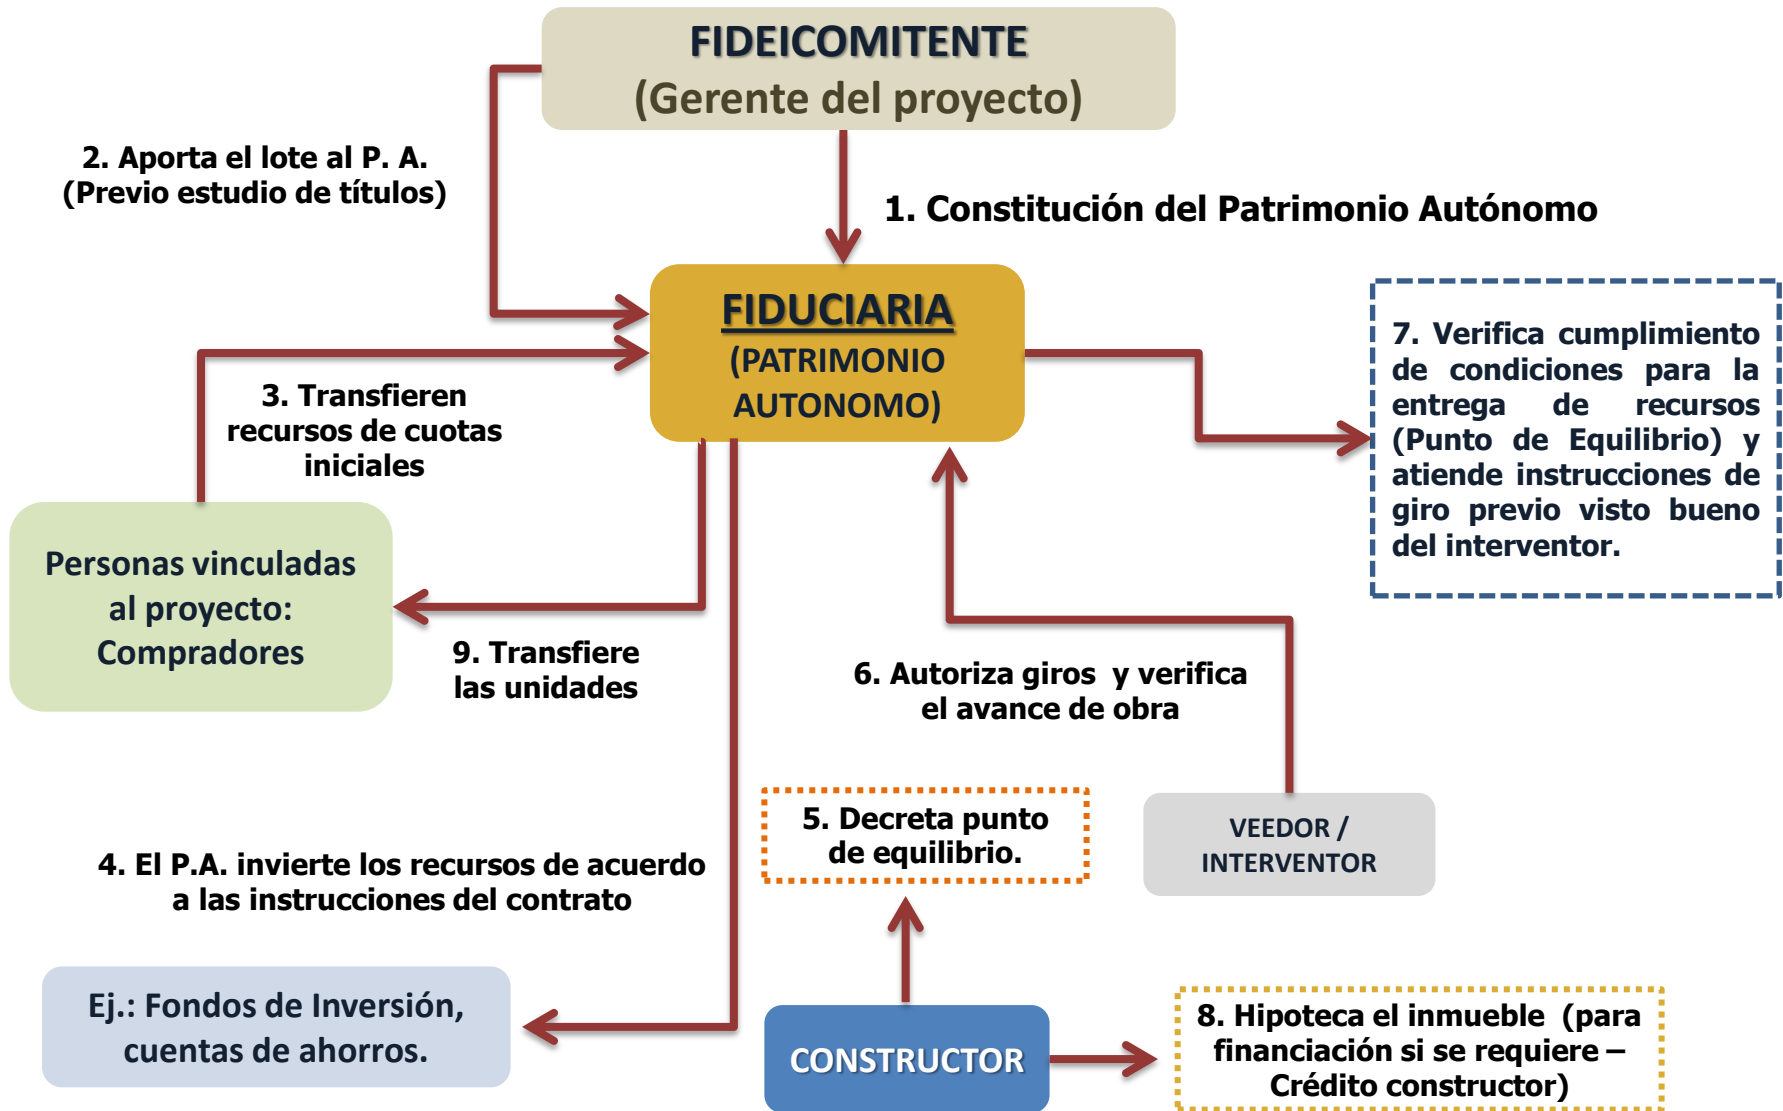 FIDEICOMITENTE
(Gerente del proyecto)
2. Aporta el lote al P. A.
(Previo estudio de títulos)
1. Constitución del Patrimonio Autónomo
FIDUCIARIA
(PATRIMONIO
AUTONOMO)
7. Verifica cumplimiento
de condiciones para la
entrega de recursos
(Punto de Equilibrio) y
atiende instrucciones de
giro previo visto bueno
del interventor.
3. Transfieren
recursos de cuotas
iniciales
Personas vinculadas
al proyecto:
Compradores
9. Transfiere
las unidades
6. Autoriza giros y verifica
el avance de obra
5. Decreta punto
de equilibrio.
VEEDOR /
INTERVENTOR
4. El P.A. invierte los recursos de acuerdo
a las instrucciones del contrato
Ej.: Fondos de Inversión,
cuentas de ahorros.
CONSTRUCTOR
8. Hipoteca el inmueble (para
financiación si se requiere –
Crédito constructor)